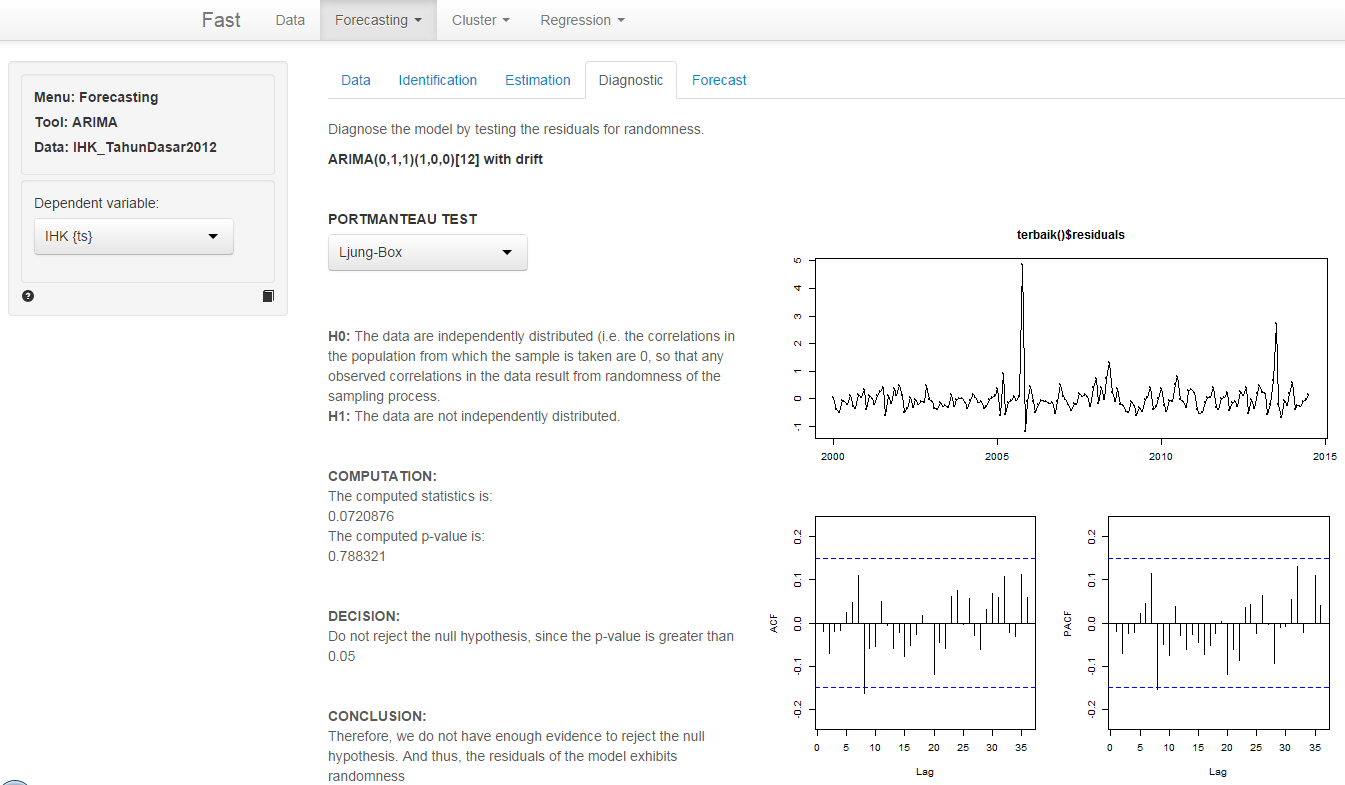 Fast Data Forecasting Cluster Regression
Menu: Forecasting
Tool: ARIMA
Data: IHK_TahunDasar2012
Dependent variable:
IHK {ts}
Data Identification Estimation Diagnostic Forecast
Diagnose the model by testing the residuals for randomness.
ARIMA(0,1,1)(1,0,0)[12] with drift
PORTMANTEAU TEST
Ljung-Box
H0: The data are independently distributed (i.e. the correlations in
the population from which the sample is taken are 0, so that any
observed correlations in the data result from randomness of the
sampling process.
H1: The data are not independently distributed.
COMPUTATION:
The computed statistics is:
0.0720876
The computed p-value is:
0.788321
DECISION:
Do not reject the null hypothesis, since the p-value is greater than
0.05
CONCLUSION:
Therefore, we do not have enough evidence to reject the null
hypothesis. And thus, the residuals of the model exhibits
randomness
terbaik()$residuals
5
4
3
2
1
0
-1
2000 2005 2010 2015
ACF
0.2
0.1
0.0
-0.1
-0.2
0 5 10 15 20 25 30 35
Lag
PACF
0.2
0.1
0.0
-0.1
-0.2
0 5 10 15 20 25 30 35
Lag